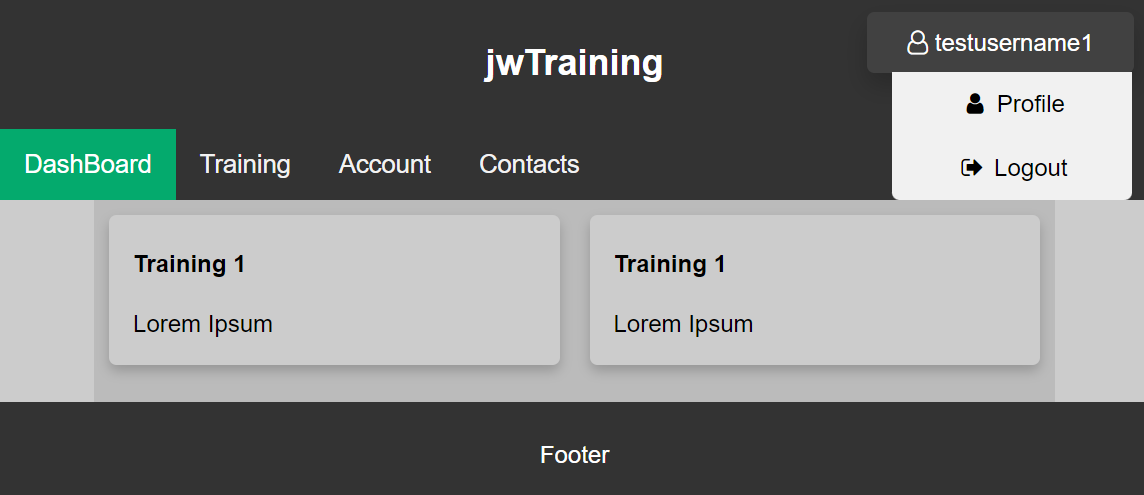 jwTraining
testusername1
Profile
Logout
DashBoard Training Account Contacts
Training 1
Lorem Ipsum
Training 1
Lorem Ipsum
Footer